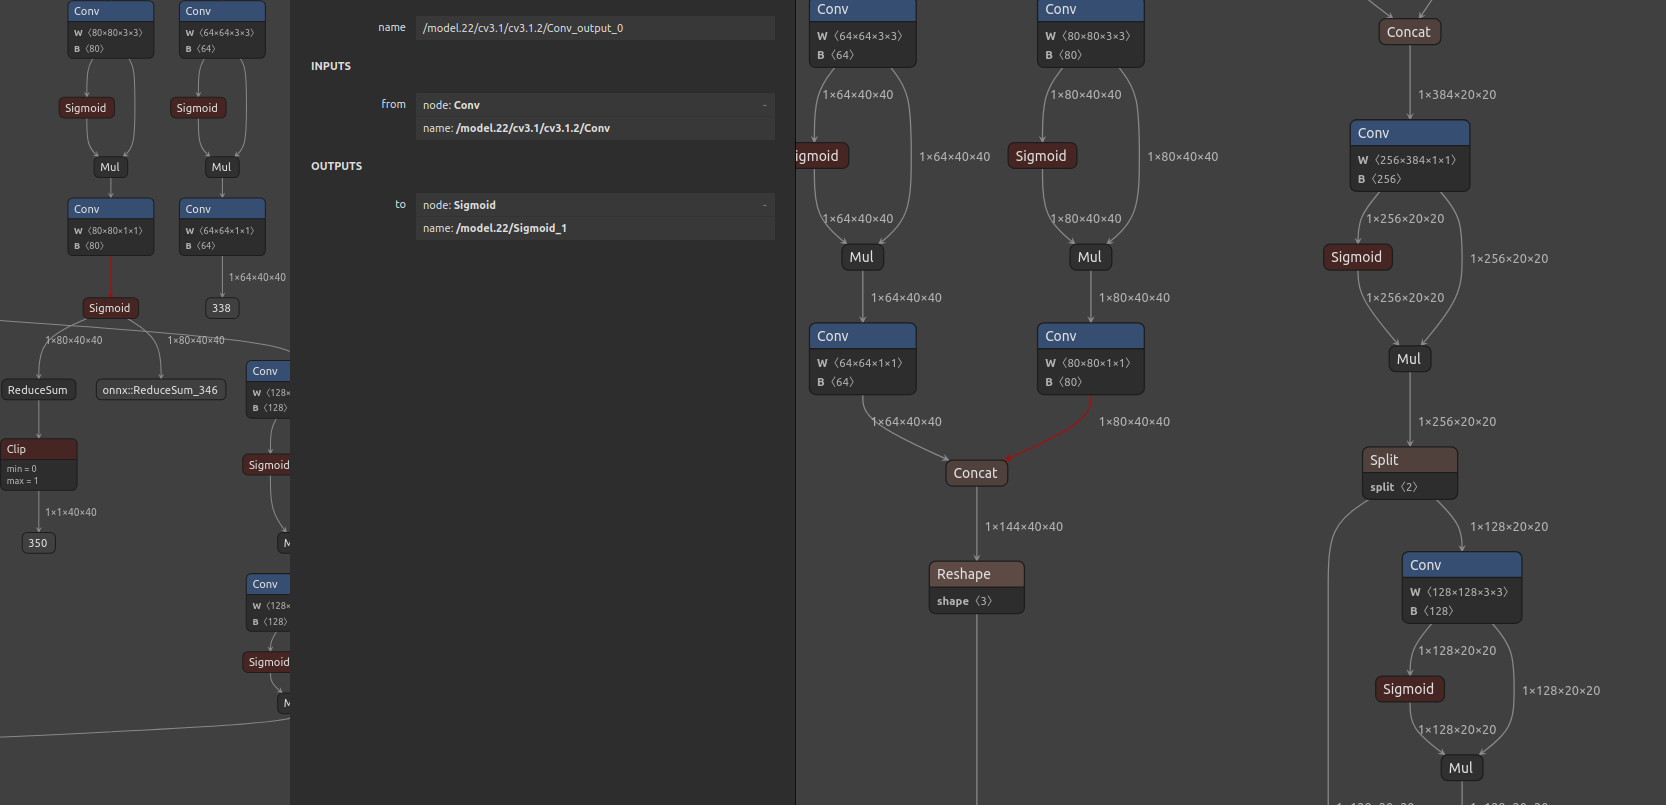 Conv
W ⟨80×80×3×3⟩
B ⟨80⟩
Conv
W ⟨64×64×3×3⟩
B ⟨64⟩
Sigmoid
Sigmoid
Mul
Mul
Conv
W ⟨80×80×1×1⟩
B ⟨80⟩
Conv
W ⟨64×64×1×1⟩
B ⟨64⟩
1×64×40×40
Sigmoid
338
1×80×40×40
1×80×40×40
ReduceSum
onnx::ReduceSum_346
Clip
min = 0
max = 1
1×1×40×40
350
Conv
W ⟨128×
B ⟨128⟩
Sigmoid
M
Conv
W ⟨128×
B ⟨128⟩
Sigmoid
M
name
/model.22/cv3.1/cv3.1.2/Conv_output_0
INPUTS
from
node: Conv
-
name: /model.22/cv3.1/cv3.1.2/Conv
OUTPUTS
to
node: Sigmoid
-
name: /model.22/Sigmoid_1
Conv
W ⟨64×64×3×3⟩
B ⟨64⟩
Conv
W ⟨80×80×3×3⟩
B ⟨80⟩
1×64×40×40
1×80×40×40
igmoid
1×64×40×40
Sigmoid
1×80×40×40
1×64×40×40
1×80×40×40
Mul
Mul
1×64×40×40
1×80×40×40
Conv
W ⟨64×64×1×1⟩
B ⟨64⟩
Conv
W ⟨80×80×1×1⟩
B ⟨80⟩
1×64×40×40
1×80×40×40
Concat
1×144×40×40
Reshape
shape ⟨3⟩
Concat
1×384×20×20
Conv
W ⟨256×384×1×1⟩
B ⟨256⟩
1×256×20×20
Sigmoid
1×256×20×20
1×256×20×20
Mul
1×256×20×20
Split
split ⟨2⟩
1×128×20×20
Conv
W ⟨128×128×3×3⟩
B ⟨128⟩
1×128×20×20
Sigmoid
1×128×20×20
1×128×20×20
Mul
1×128×20×20
1×128×20×20